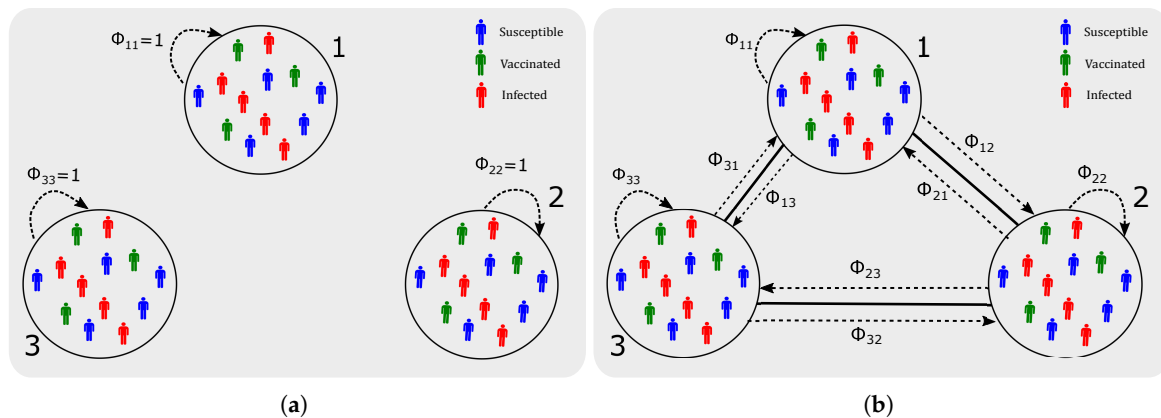 Φ11=1
1
Susceptible
Vaccinated
Infected
Φ33=1
Φ22=1
2
3
(a)
Φ11
1
Susceptible
Vaccinated
Infected
Φ12
Φ31
Φ33
Φ13
Φ21
Φ22
2
Φ23
3
Φ32
(b)